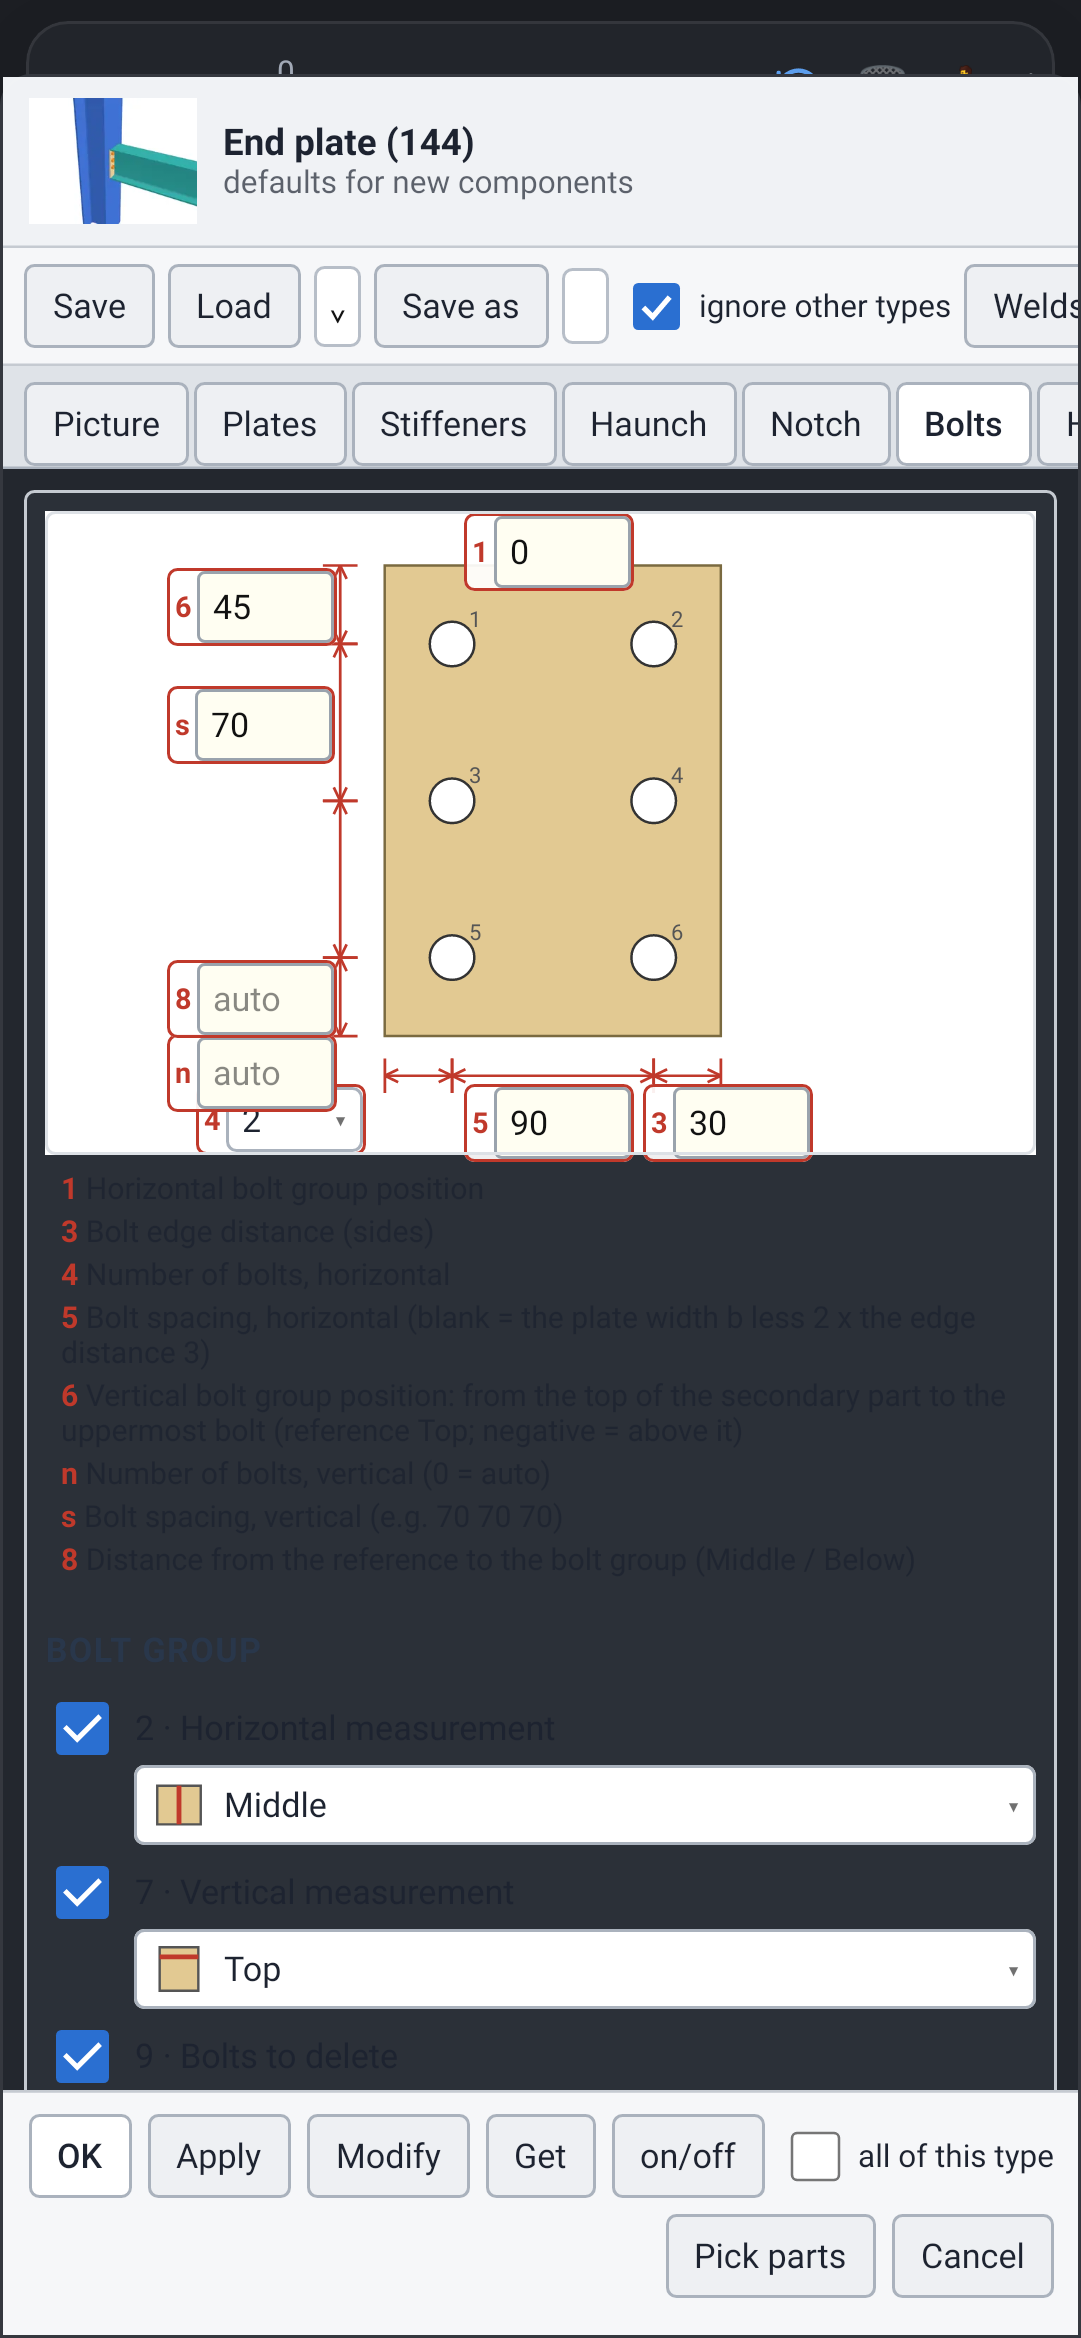 End plate (144)
defaults for new components
Save
Load
Save as
ignore other types
Welds
Picture
Plates
Stiffeners
Haunch
Notch
Bolts
1 0
6 45
1
2
s 70
3
4
5
6
8 auto
n auto
4 2
5 90
3 30
1 Horizontal bolt group position
3 Bolt edge distance (sides)
4 Number of bolts, horizontal
5 Bolt spacing, horizontal (blank = the plate width b less 2 x the edge
distance 3)
6 Vertical bolt group position: from the top of the secondary part to the
uppermost bolt (reference Top; negative = above it)
n Number of bolts, vertical (0 = auto)
s Bolt spacing, vertical (e.g. 70 70 70)
8 Distance from the reference to the bolt group (Middle / Below)
BOLT GROUP
2 · Horizontal measurement
Middle
7 · Vertical measurement
Top
9 · Bolts to delete
OK
Apply
Modify
Get
on/off
all of this type
Pick parts
Cancel